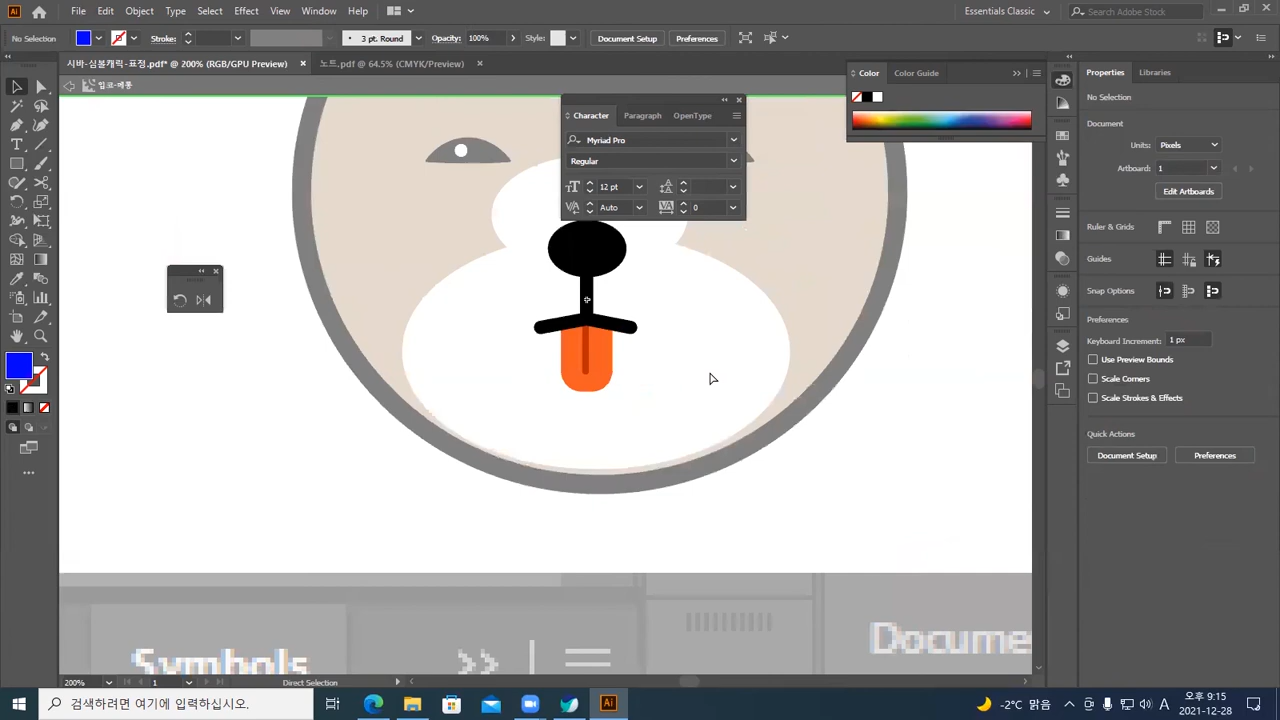 Ai File Edit Object Type Select Effect View Window Help Essentials Classic Search Adobe Stock
No Selection Stroke: 3 pt. Round Opacity: 100% Style: Document Setup Preferences
시바-심볼캐릭-표정.pdf* @ 200% (RGB/GPU Preview) × 노트.pdf @ 64.5% (CMYK/Preview) ×
입코-메롱
Color Color Guide
Properties Libraries
No Selection
Document
Units: Pixels
Artboard: 1
Edit Artboards
Ruler & Grids
Guides
Snap Options
Preferences
Keyboard Increment: 1 px
Use Preview Bounds
Scale Corners
Scale Strokes & Effects
Quick Actions
Document Setup Preferences
Character Paragraph OpenType
Myriad Pro
Regular
12 pt
Auto 0
Symbols
Docume
200% 1 Direct Selection
검색하려면 여기에 입력하십시오.
Ai
-2°C 맑음 A 오후 9:15
2021-12-28